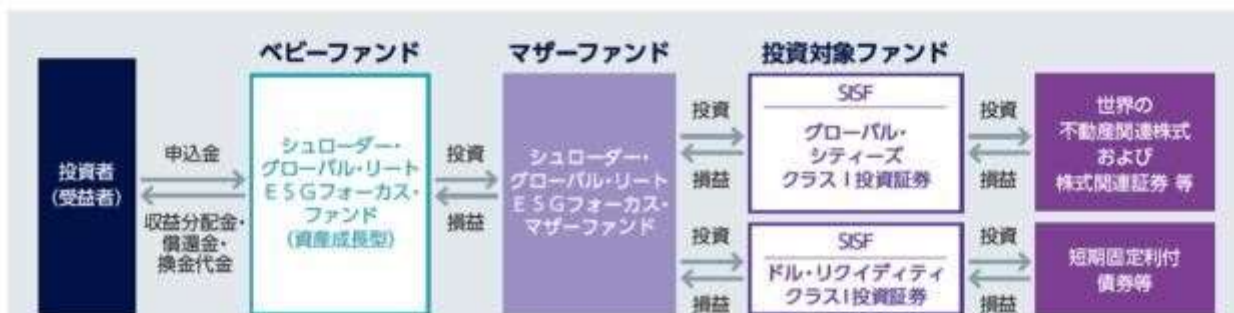 ベビーファンド
マザーファンド
投資対象ファンド
投資者
(受益者)
申込金
収益分配金・
償還金・
換金代金
シュローダー・
グローバル・リート
ESGフォーカス・
ファンド
(資産成長型)
投資
損益
シュローダー・
グローバル・リート
ESGフォーカス・
マザーファンド
投資
損益
SISF
グローバル・
シティーズ
クラスI投資証券
投資
損益
世界の
不動産関連株式
および
株式関連証券 等
投資
損益
SISF
ドル・リクイディティ
クラスI投資証券
投資
損益
短期固定利付
債券等